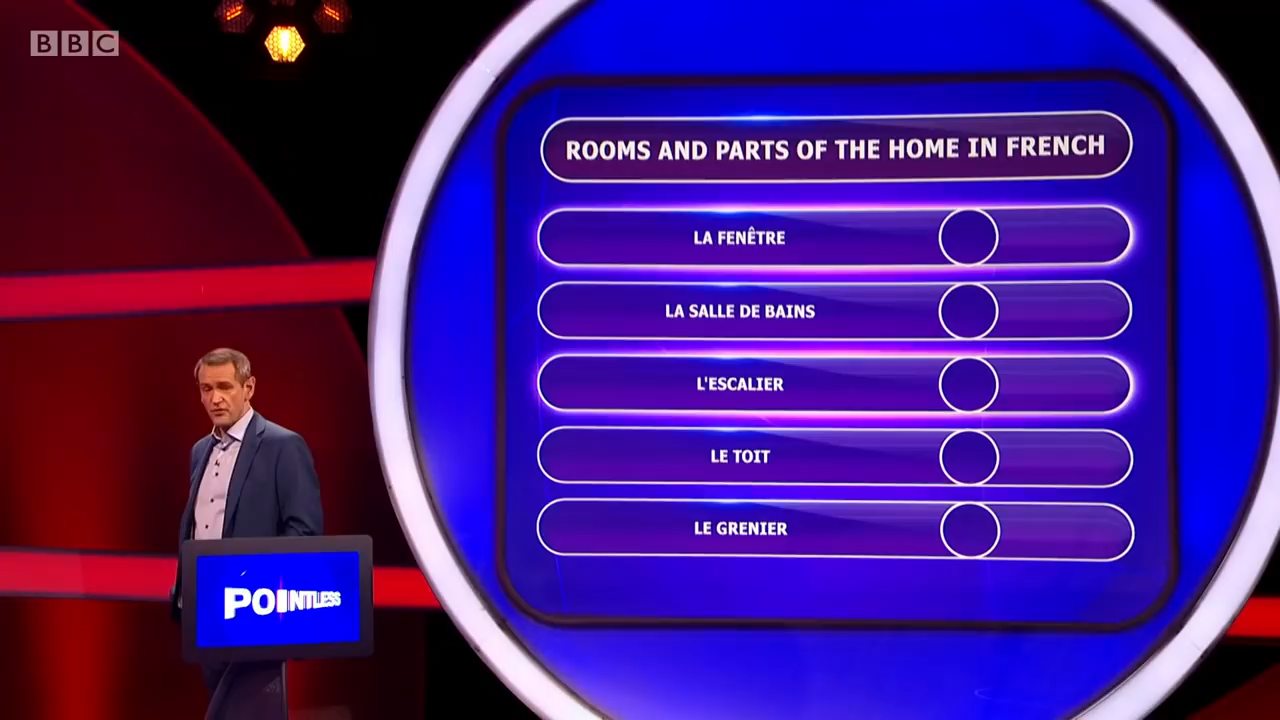 BBC
ROOMS AND PARTS OF THE HOME IN FRENCH
LA FENÊTRE
LA SALLE DE BAINS
L'ESCALIER
LE TOIT
LE GRENIER
POINTLESS